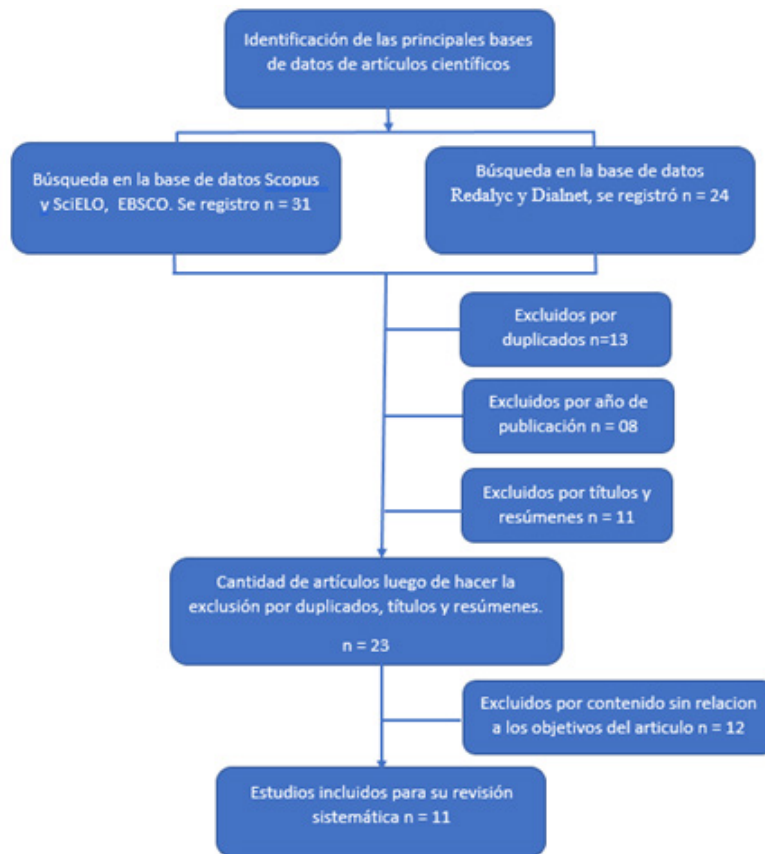 Identificación de las principales bases
de datos de artículos científicos
Búsqueda en la base de datos Scopus
y SciELO, EBSCO. Se registro n = 31
Búsqueda en la base de datos
Redalyc y Dialnet, se registró n = 24
Excluidos por
duplicados n=13
Excluidos por año de
publicación n = 08
Excluidos por títulos y
resúmenes n = 11
Cantidad de artículos luego de hacer la
exclusión por duplicados, títulos y resúmenes.
n = 23
Excluidos por contenido sin relacion
a los objetivos del articulo n = 12
Estudios incluidos para su revisión
sistemática n = 11